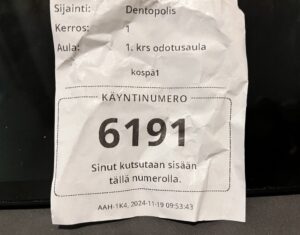 Sijainti: Dentopolis
Kerros: 1
Aula: 1. krs odotusaula
kospa1
KÄYNTINUMERO
6191
Sinut kutsutaan sisään
tällä numerolla.
AAH-1K4, 2024-11-19 09:53:43